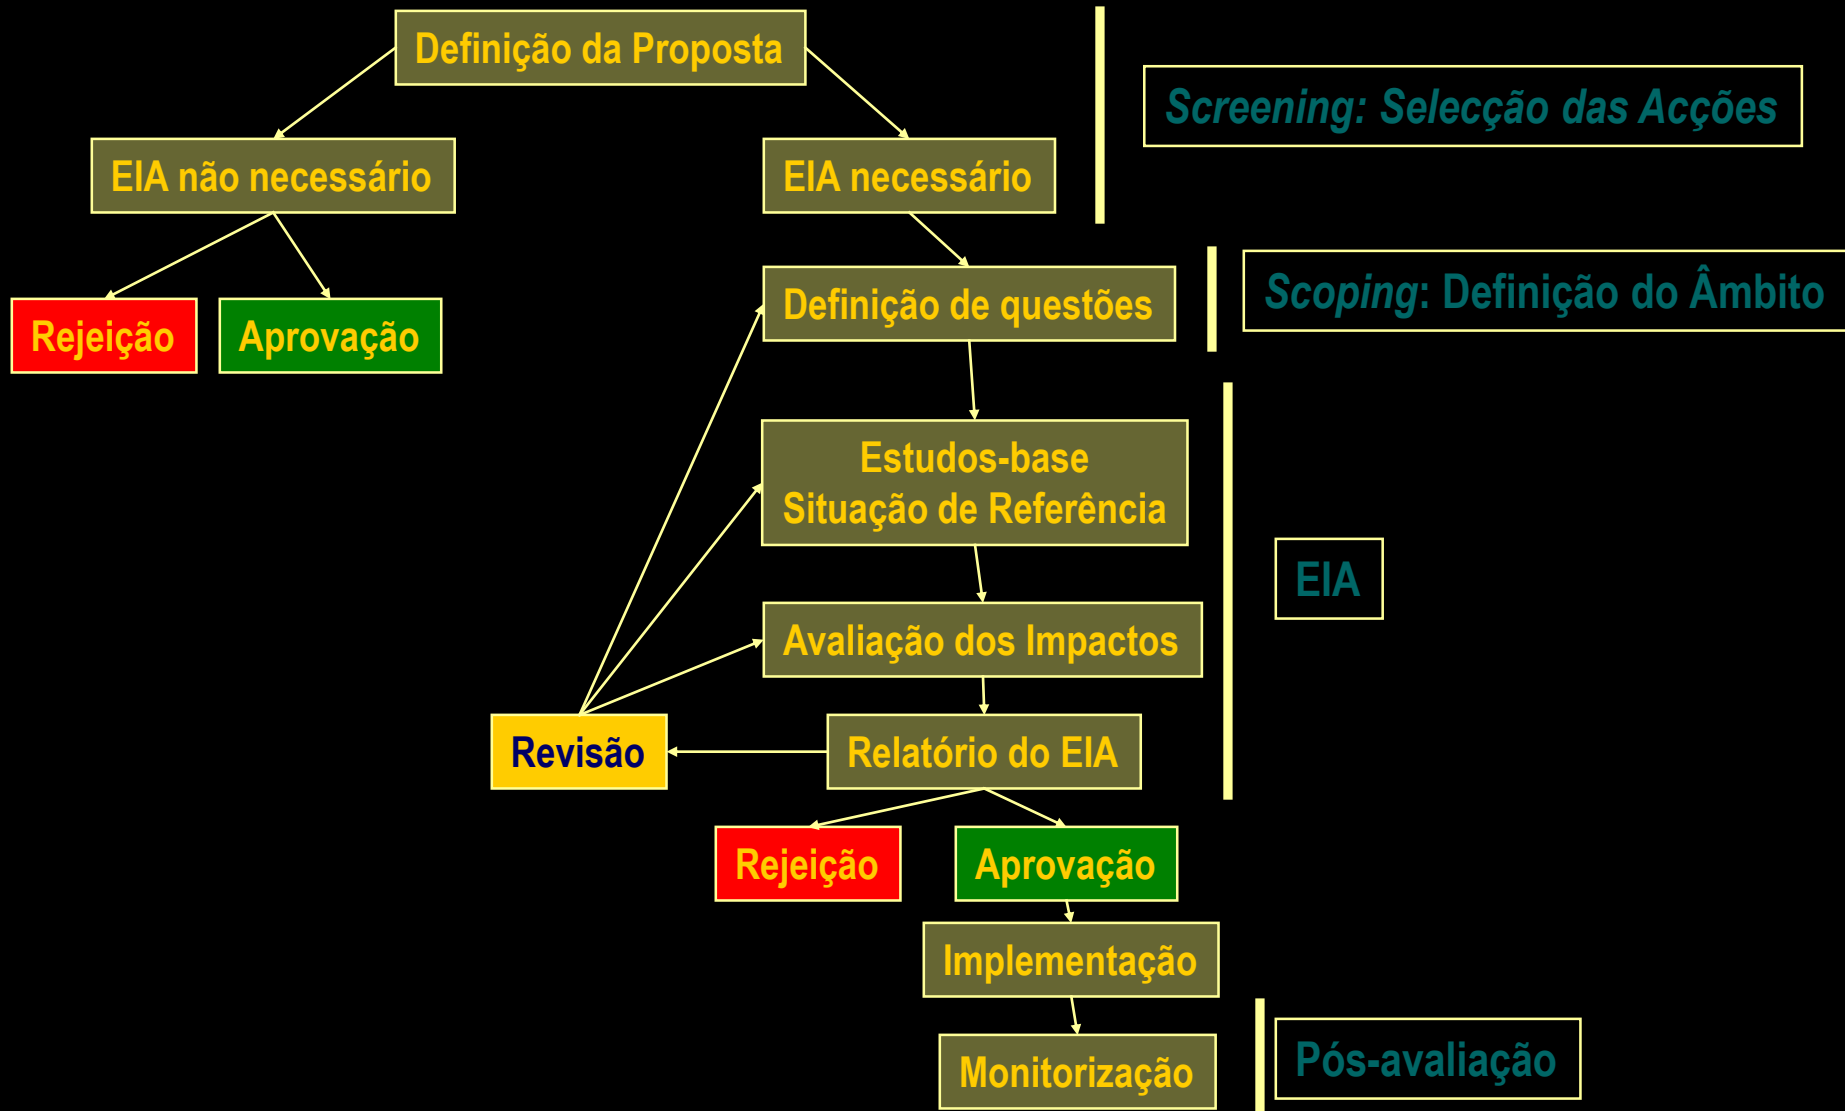 Definição da Proposta
Screening: Selecção das Acções
EIA não necessário
EIA necessário
Scoping: Definição do Âmbito
Definição de questões
Rejeição
Aprovação
Estudos-base
Situação de Referência
EIA
Avaliação dos Impactos
Revisão
Relatório do EIA
Rejeição
Aprovação
Implementação
Monitorização
Pós-avaliação